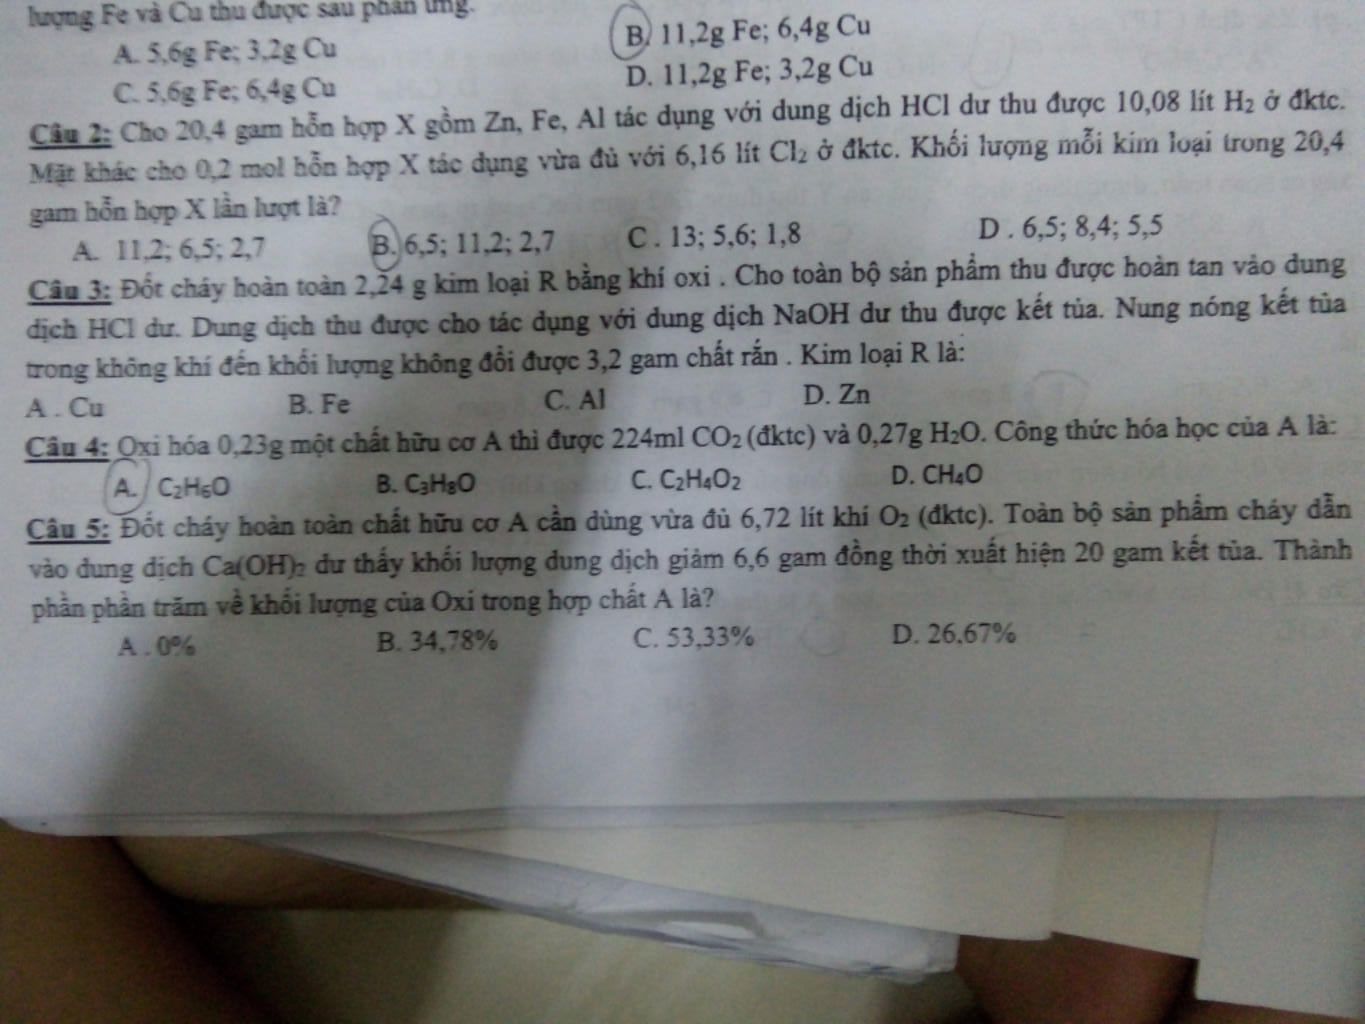 lượng Fe và Cu thu được sau phản ứng.
A. 5,6g Fe; 3,2g Cu B. 11,2g Fe; 6,4g Cu
C. 5,6g Fe; 6,4g Cu D. 11,2g Fe; 3,2g Cu
Câu 2: Cho 20,4 gam hỗn hợp X gồm Zn, Fe, Al tác dụng với dung dịch HCl dư thu được 10,08 lít H₂ ở đktc.
Mặt khác cho 0,2 mol hỗn hợp X tác dụng vừa đủ với 6,16 lít Cl₂ ở đktc. Khối lượng mỗi kim loại trong 20,4
gam hỗn hợp X lần lượt là?
A. 11,2; 6,5; 2,7 B. 6,5; 11,2; 2,7 C . 13; 5,6; 1,8 D . 6,5; 8,4; 5,5
Câu 3: Đốt cháy hoàn toàn 2,24 g kim loại R bằng khí oxi . Cho toàn bộ sản phẩm thu được hoàn tan vào dung
dịch HCl dư. Dung dịch thu được cho tác dụng với dung dịch NaOH dư thu được kết tủa. Nung nóng kết tủa
trong không khí đến khối lượng không đổi được 3,2 gam chất rắn . Kim loại R là:
A . Cu B. Fe C. Al D. Zn
Câu 4: Oxi hóa 0,23g một chất hữu cơ A thì được 224ml CO₂ (đktc) và 0,27g H₂O. Công thức hóa học của A là:
A. C₂H₆O B. C₃H₈O C. C₂H₄O₂ D. CH₄O
Câu 5: Đốt cháy hoàn toàn chất hữu cơ A cần dùng vừa đủ 6,72 lít khí O₂ (đktc). Toàn bộ sản phẩm cháy dẫn
vào dung dịch Ca(OH)₂ dư thấy khối lượng dung dịch giảm 6,6 gam đồng thời xuất hiện 20 gam kết tủa. Thành
phần phần trăm về khối lượng của Oxi trong hợp chất A là?
A . 0% B. 34,78% C. 53,33% D. 26,67%